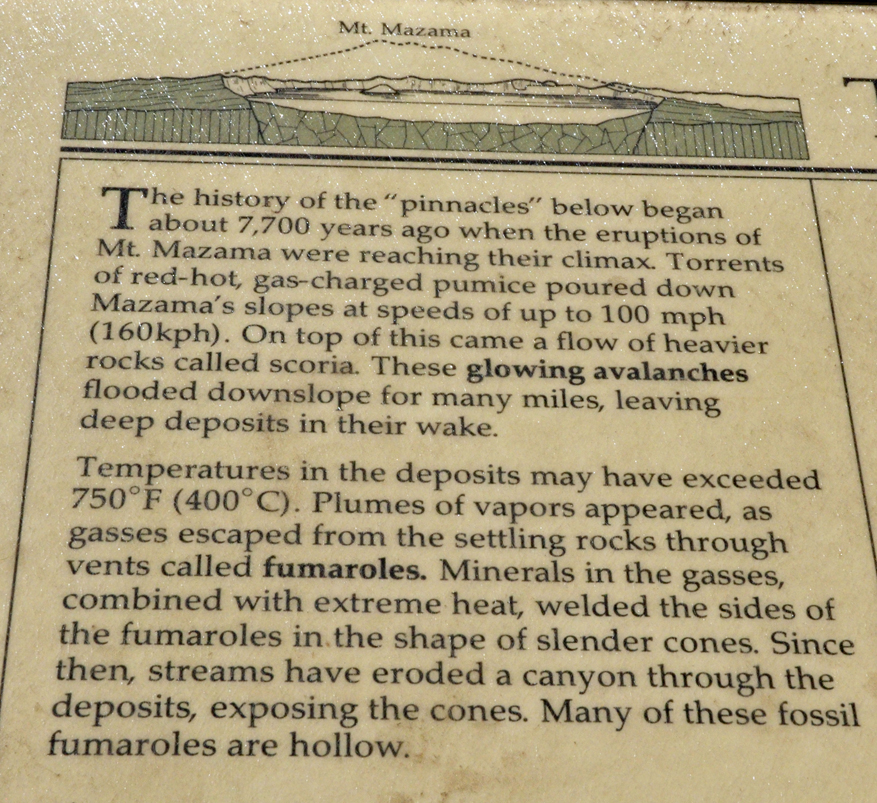 Mt. Mazama
The history of the "pinnacles" below began
about 7,700 years ago when the eruptions of
Mt. Mazama were reaching their climax. Torrents
of red-hot, gas-charged pumice poured down
Mazama's slopes at speeds of up to 100 mph
(160kph). On top of this came a flow of heavier
rocks called scoria. These glowing avalanches
flooded downslope for many miles, leaving
deep deposits in their wake.
Temperatures in the deposits may have exceeded
750°F (400°C). Plumes of vapors appeared, as
gasses escaped from the settling rocks through
vents called fumaroles. Minerals in the gasses,
combined with extreme heat, welded the sides of
the fumaroles in the shape of slender cones. Since
then, streams have eroded a canyon through the
deposits, exposing the cones. Many of these fossil
fumaroles are hollow.